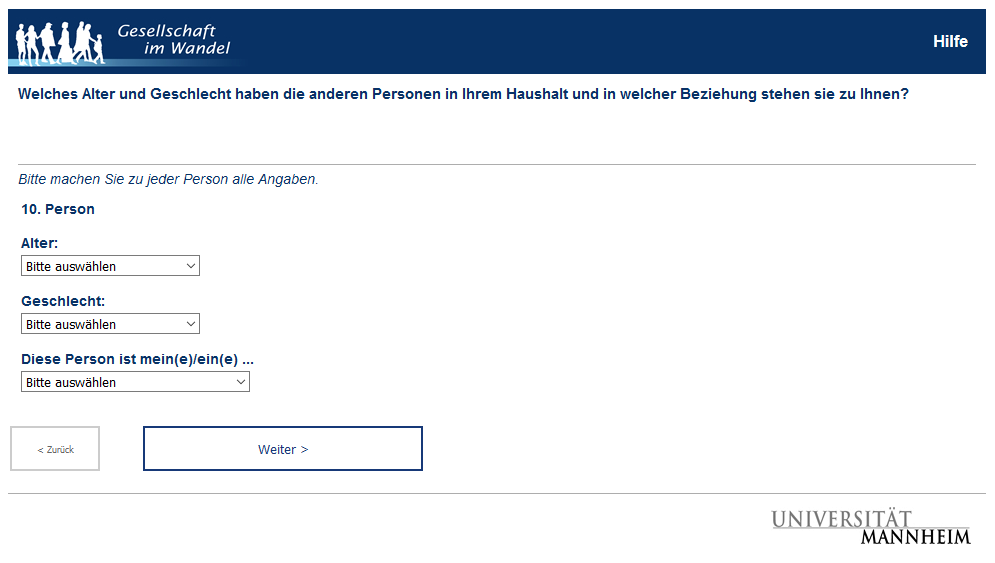 Gesellschaft
im Wandel
Hilfe
Welches Alter und Geschlecht haben die anderen Personen in Ihrem Haushalt und in welcher Beziehung stehen sie zu Ihnen?
Bitte machen Sie zu jeder Person alle Angaben.
10. Person
Alter:
Bitte auswählen
Geschlecht:
Bitte auswählen
Diese Person ist mein(e)/ein(e) ...
Bitte auswählen
< Zurück
Weiter >
UNIVERSITÄT
MANNHEIM